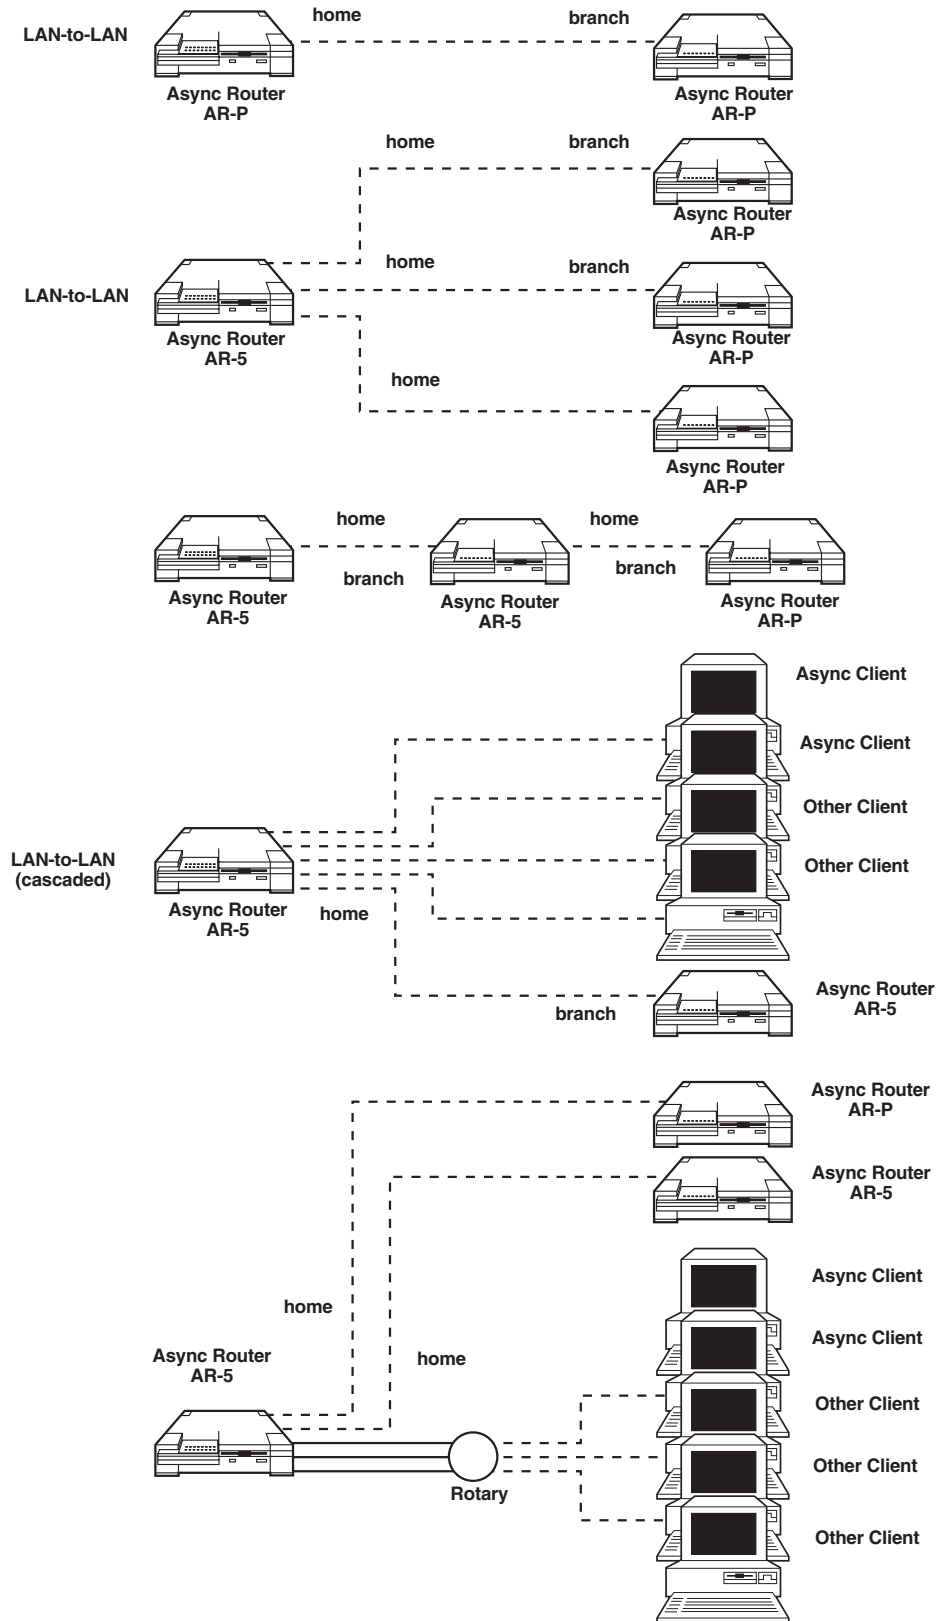 home
branch
LAN-to-LAN
Async Router
AR-P
Async Router
AR-P
home
branch
Async Router
AR-P
home
branch
LAN-to-LAN
Async Router
AR-5
Async Router
AR-P
home
Async Router
AR-P
home
home
branch
branch
Async Router
AR-5
Async Router
AR-5
Async Router
AR-P
Async Client
Async Client
Other Client
LAN-to-LAN
(cascaded)
Other Client
Async Router
AR-5
home
branch
Async Router
AR-5
Async Router
AR-P
Async Router
AR-5
Async Client
home
Async Client
Async Router
AR-5
home
Other Client
Other Client
Rotary
Other Client